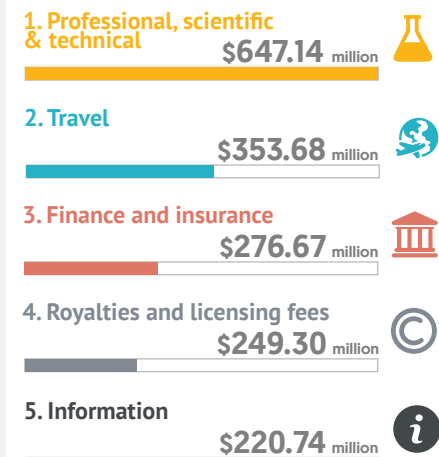 1. Professional, scientific
& technical
$647.14 million
2. Travel
$353.68 million
3. Finance and insurance
$276.67 million
4. Royalties and licensing fees
$249.30 million
5. Information
$220.74 million